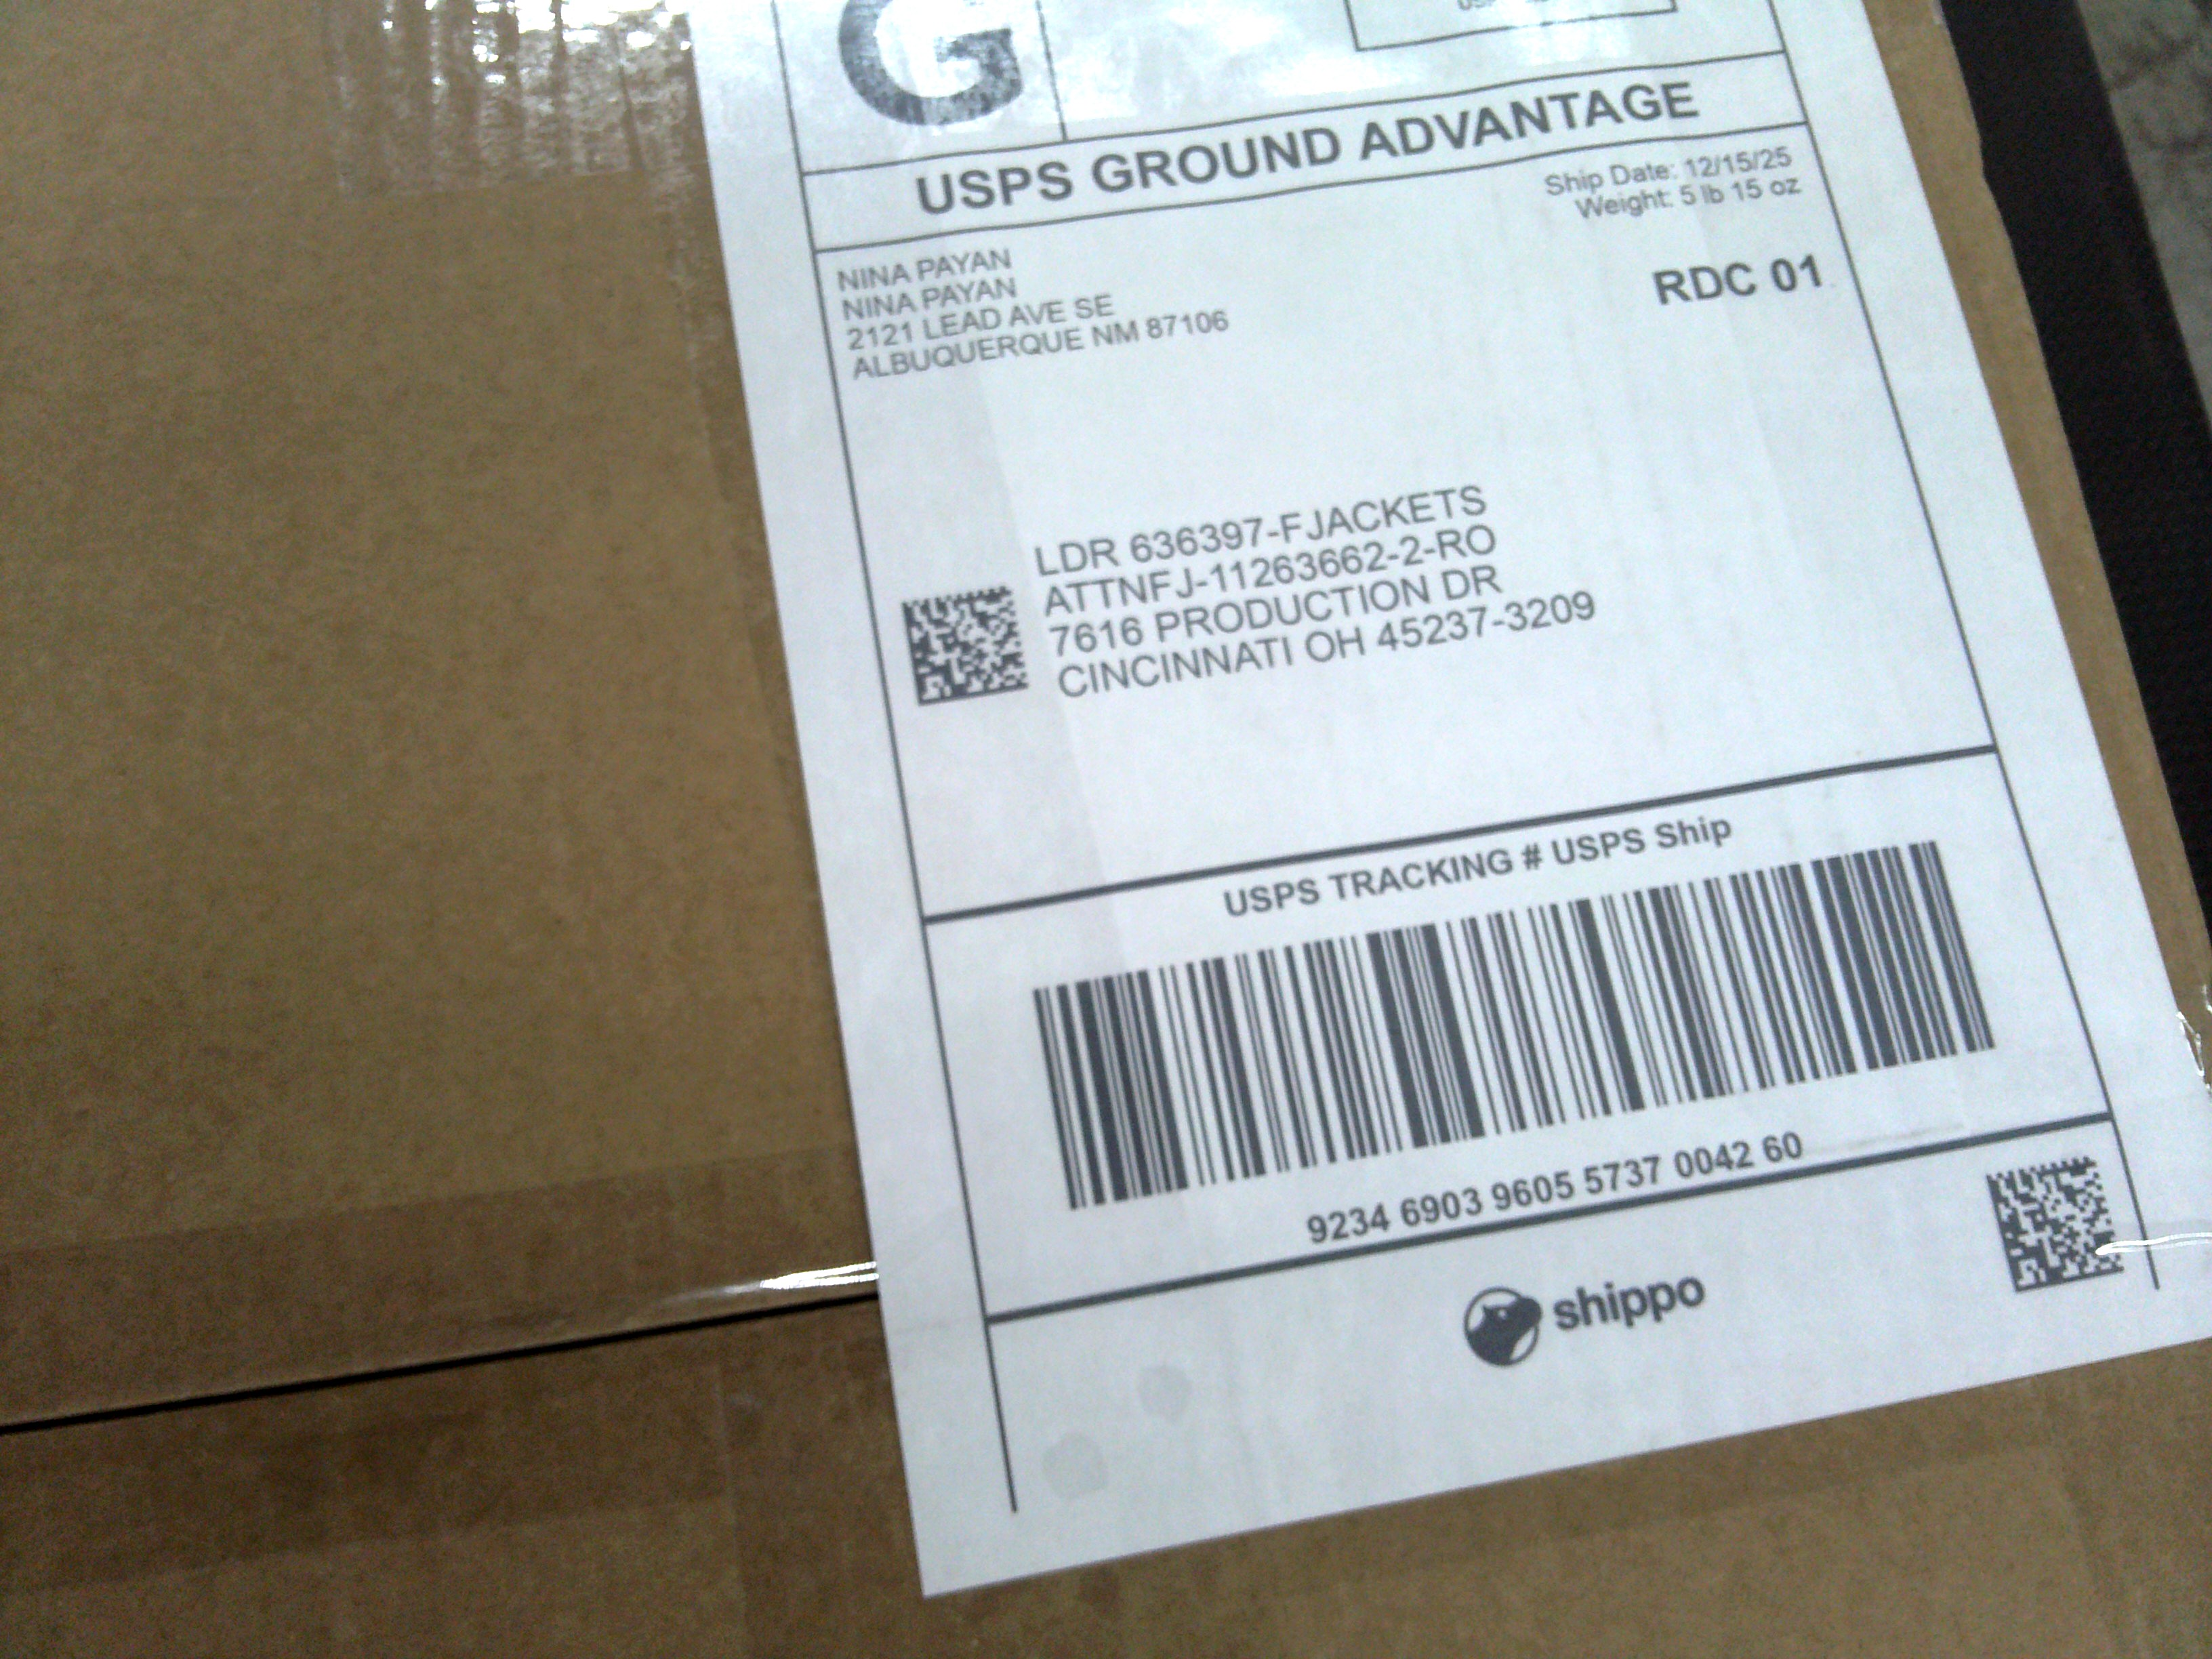 G
USPS GROUND ADVANTAGE
Ship Date: 12/15/25
Weight: 5 lb 15 oz
RDC 01
NINA PAYAN
NINA PAYAN
2121 LEAD AVE SE
ALBUQUERQUE NM 87106
LDR 636397-FJACKETS
ATTNFJ-11263662-2-RO
7616 PRODUCTION DR
CINCINNATI OH 45237-3209
USPS TRACKING # USPS Ship
9234 6903 9605 5737 0042 60
shippo